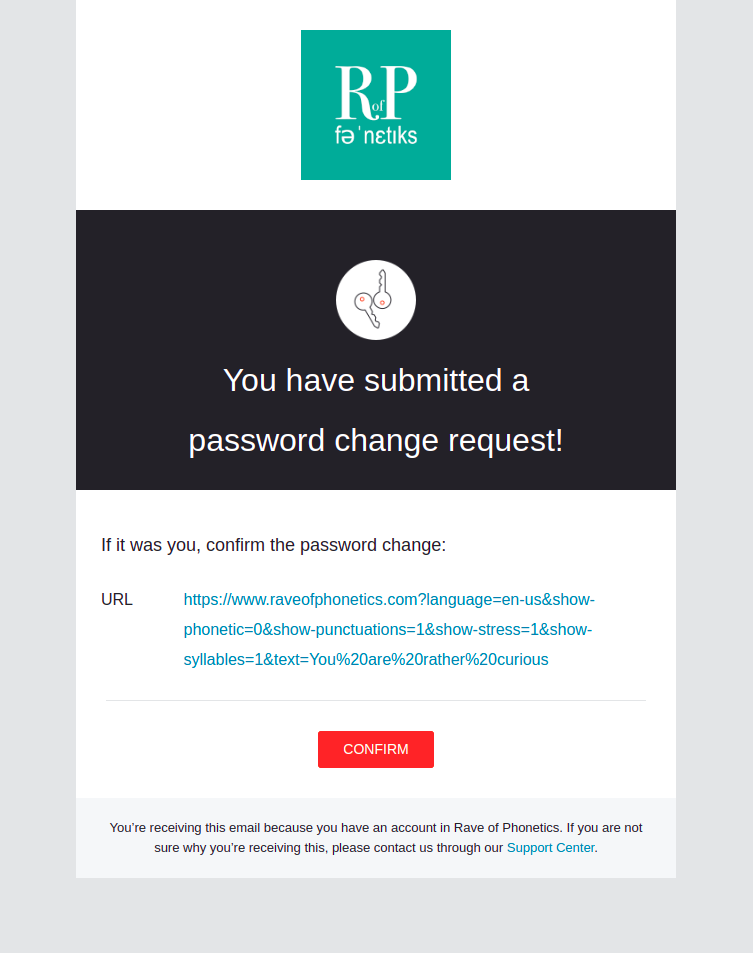 R of P
fəˈnɛtıks
You have submitted a
password change request!
If it was you, confirm the password change:
URL https://www.raveofphonetics.com?language=en-us&show-
phonetic=0&show-punctuations=1&show-stress=1&show-
syllables=1&text=You%20are%20rather%20curious
CONFIRM
You’re receiving this email because you have an account in Rave of Phonetics. If you are not
sure why you’re receiving this, please contact us through our Support Center.